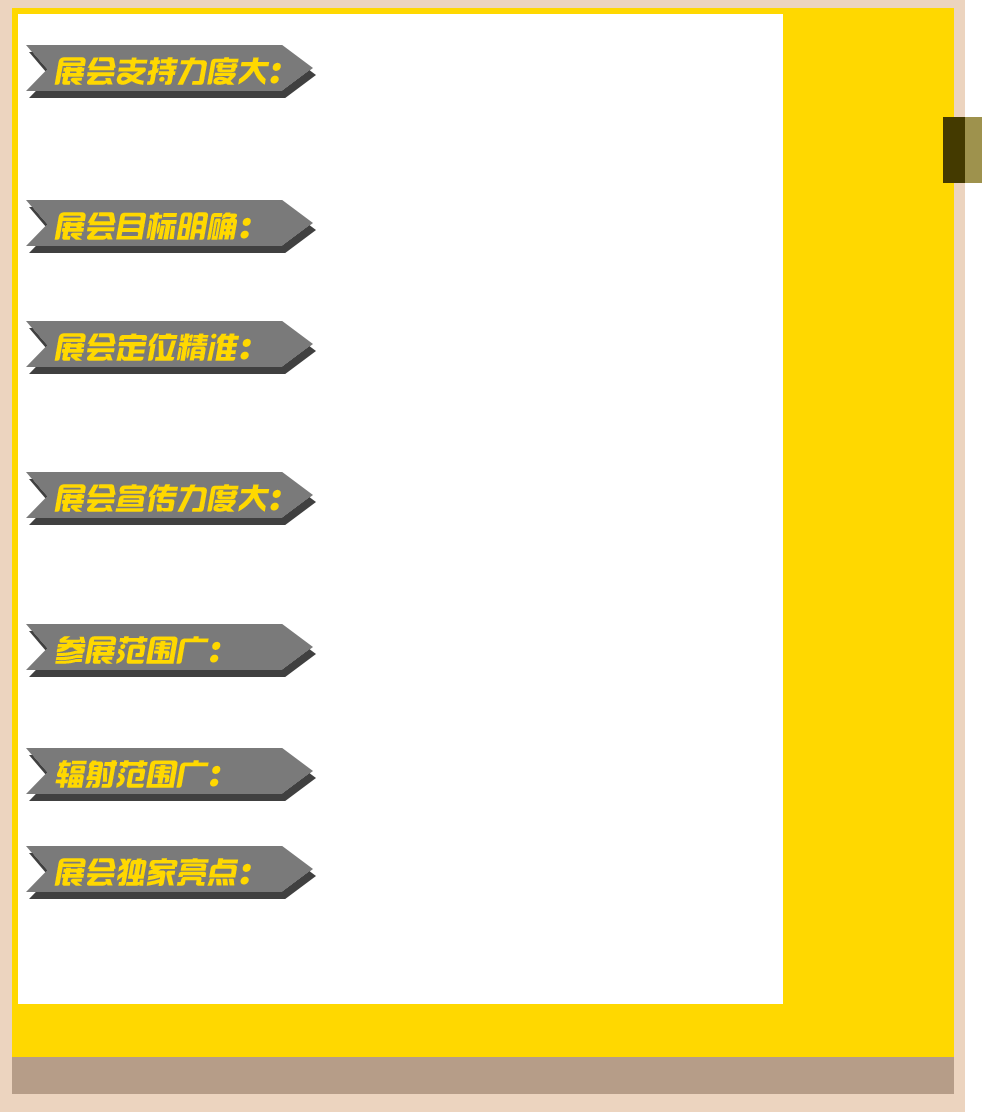 展会支持力度大：
展会目标明确：
展会定位精准：
展会宣传力度大：
参展范围广：
辐射范围广：
展会独家亮点：